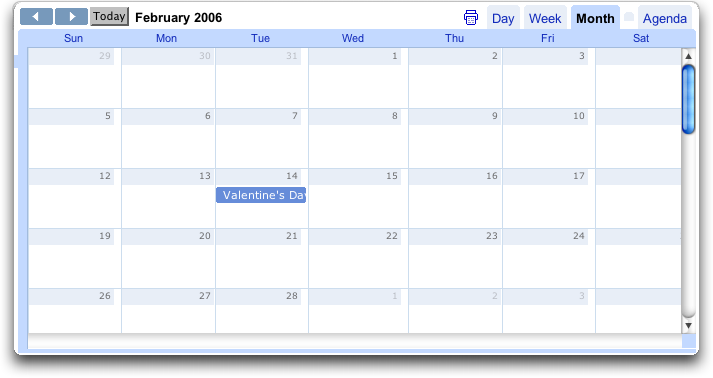 Today February 2006 Day Week Month Agenda
Sun Mon Tue Wed Thu Fri Sat
29 30 31 1 2 3
5 6 7 8 9 10
12 13 14 15 16 17
Valentine's Day
19 20 21 22 23 24
26 27 28 1 2 3